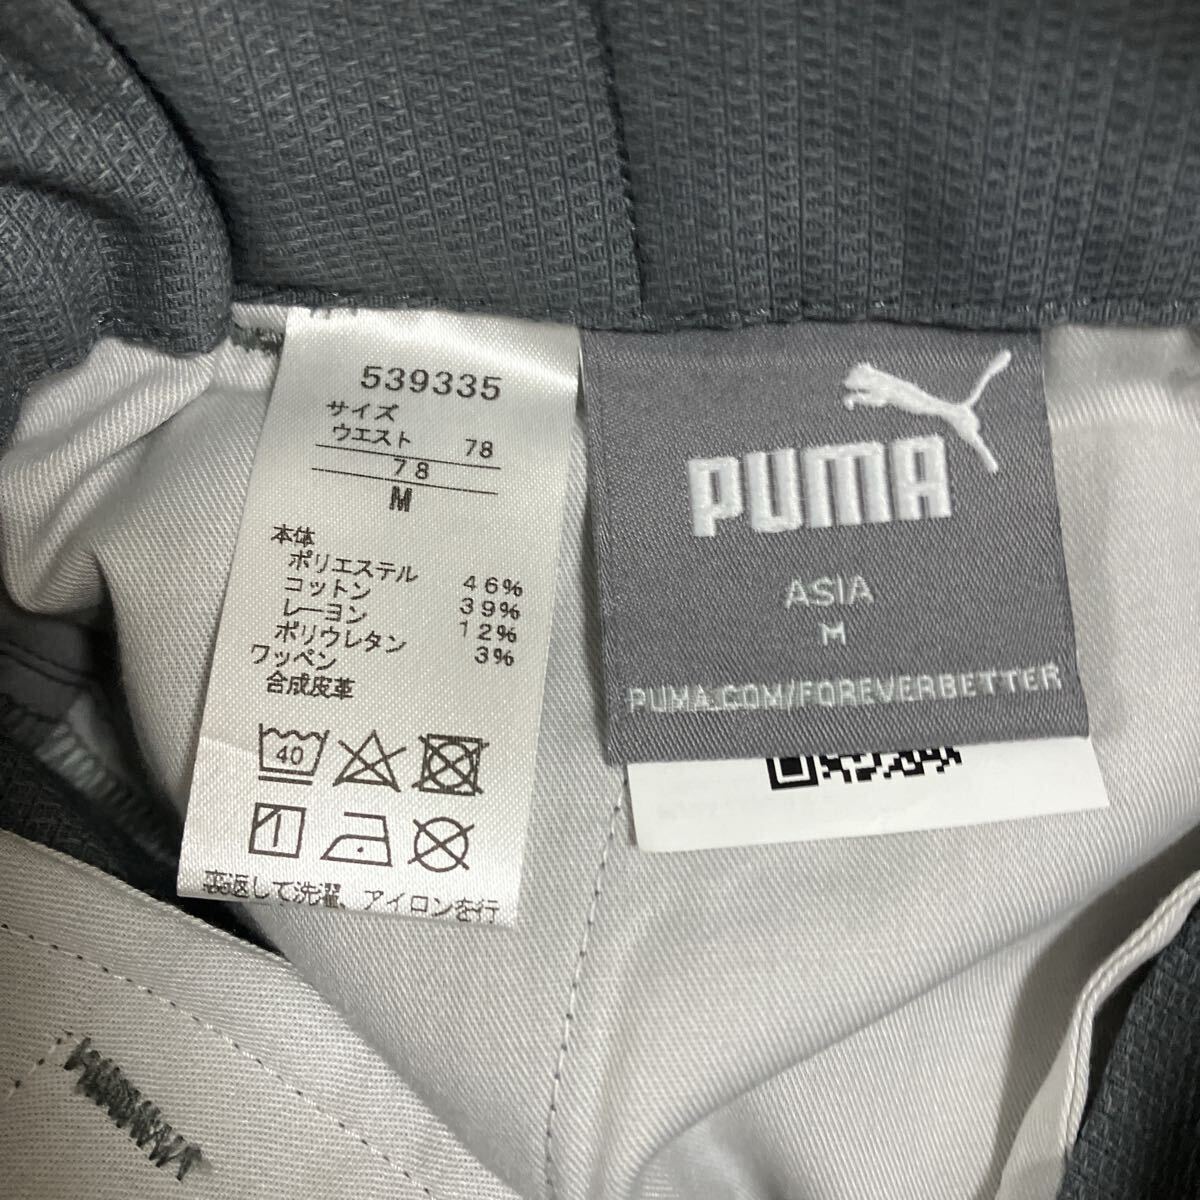 539335
サイズ
ウエスト 78
78
M
本体
ポリエステル 46%
コットン 39%
レーヨン 12%
ポリウレタン 3%
ワッペン
合成皮革
40
裏返して洗濯、アイロンを行
PUMA
ASIA
M
PUMA.COM/FOREVERBETTER